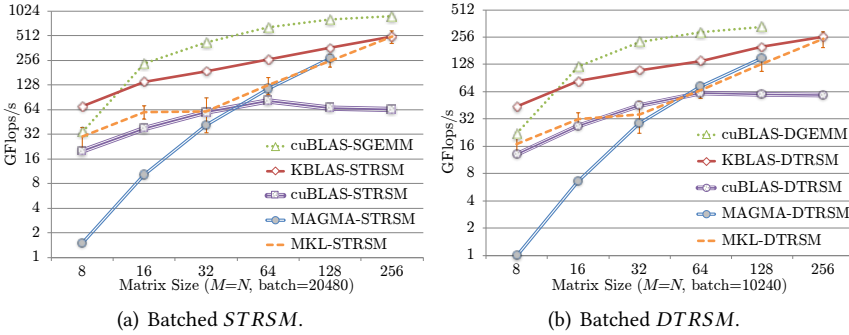 1024
512
256
128
64
32
16
8
4
2
1
GFlops/s
cuBLAS-SGEMM
KBLAS-STRSM
cuBLAS-STRSM
MAGMA-STRSM
MKL-STRSM
8 16 32 64 128 256
Matrix Size (M=N, batch=20480)
(a) Batched STRSM.
512
256
128
64
32
16
8
4
2
1
GFlops/s
cuBLAS-DGEMM
KBLAS-DTRSM
cuBLAS-DTRSM
MAGMA-DTRSM
MKL-DTRSM
8 16 32 64 128 256
Matrix Size (M=N, batch=10240)
(b) Batched DTRSM.